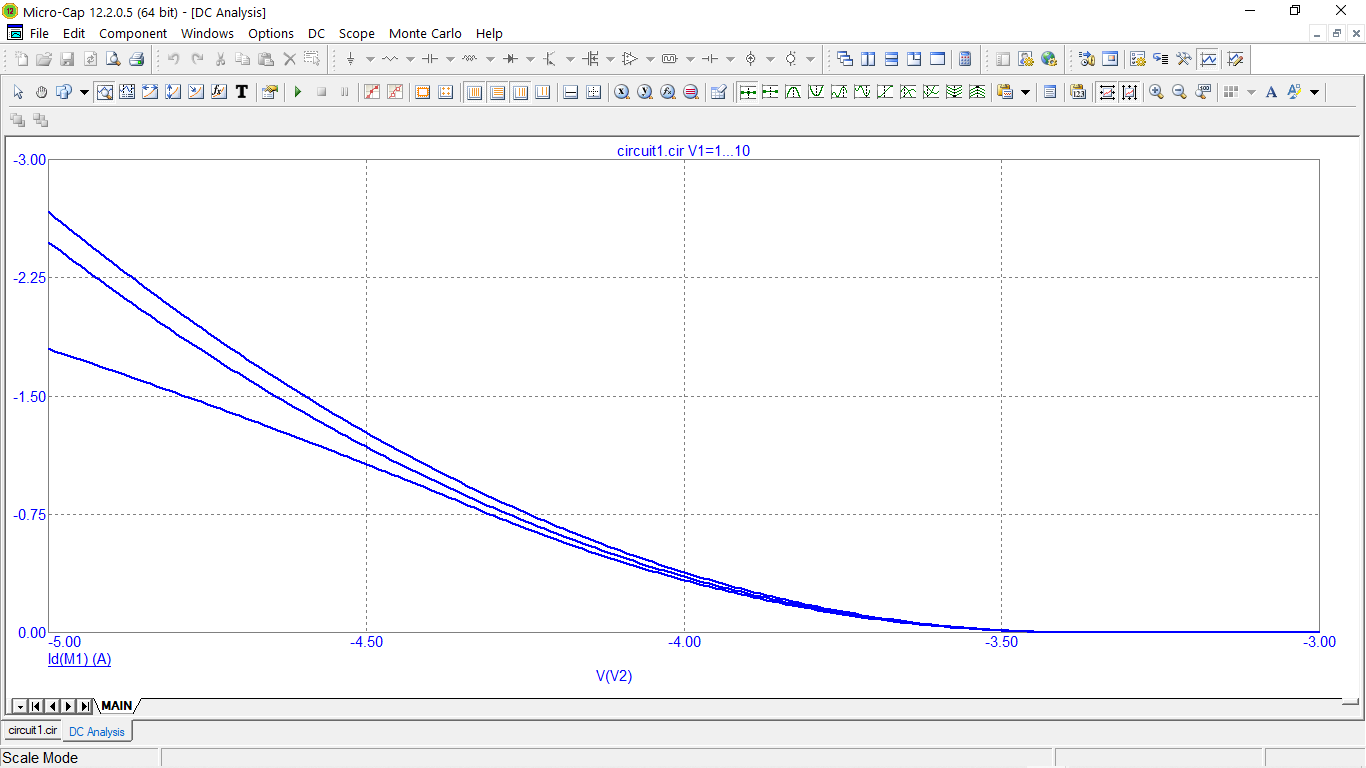 Micro-Cap 12.2.0.5 (64 bit) - [DC Analysis]
File Edit Component Windows Options DC Scope Monte Carlo Help
circuit1.cir V1=1...10
-3.00
-2.25
-1.50
-0.75
0.00
-5.00 -4.50 -4.00 -3.50 -3.00
Id(M1) (A)
V(V2)
MAIN
circuit1.cir DC Analysis
Scale Mode